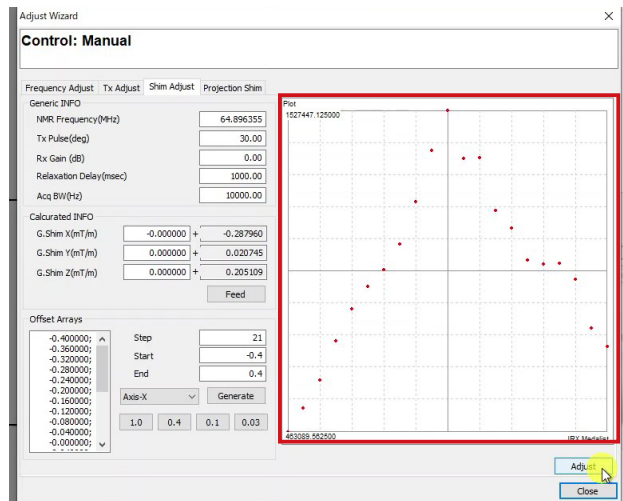 Adjust Wizard
Control: Manual
Frequency Adjust Tx Adjust Shim Adjust Projection Shim
Generic INFO
NMR Frequency(MHz) 64.896355
Tx Pulse(deg) 30.00
Rx Gain (dB) 0.00
Relaxation Delay(msec) 1000.00
Acq BW(Hz) 10000.00
Calcurated INFO
G.Shim X(mT/m) -0.000000 + -0.287960
G.Shim Y(mT/m) 0.000000 + 0.020745
G.Shim Z(mT/m) 0.000000 + 0.205109
Feed
Offset Arrays
-0.400000;
-0.360000;
-0.320000;
-0.280000;
-0.240000;
-0.200000;
-0.160000;
-0.120000;
-0.080000;
-0.040000;
-0.000000;
Step 21
Start -0.4
End 0.4
Axis-X Generate
1.0 0.4 0.1 0.03
Plot
1527447.125000
463089.562500
IRX Medalist
Adjust
Close